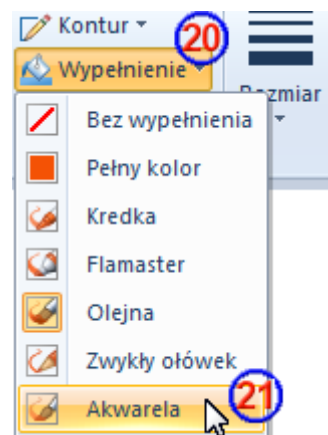 Kontur
20
Wypełnienie
Rozmiar
Bez wypełnienia
Pełny kolor
Kredka
Flamaster
Olejna
Zwykły ołówek
Akwarela
21